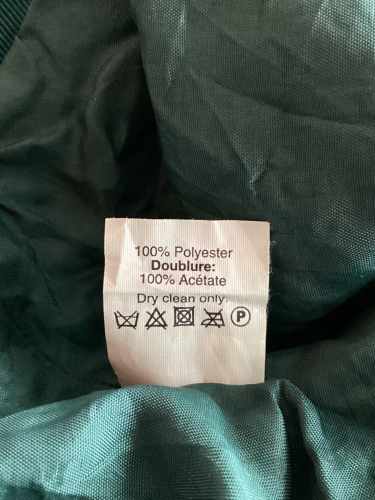 100% Polyester
Doublure:
100% Acétate
Dry clean only.
P